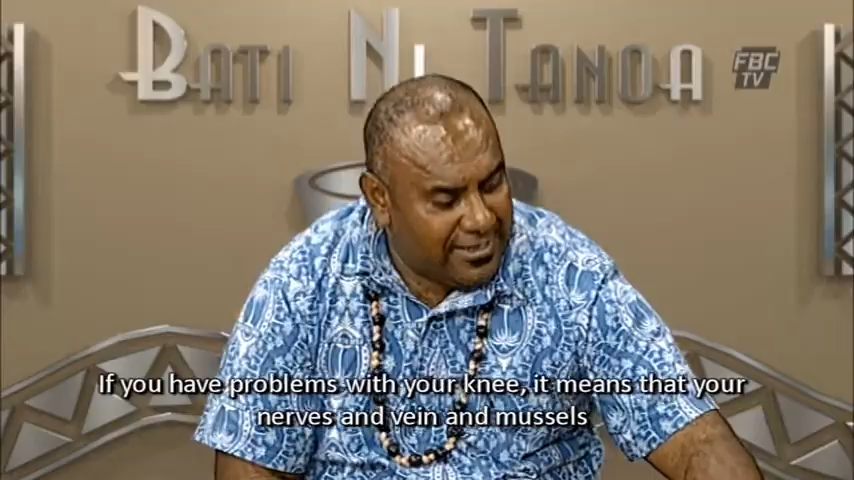 BATI NI TANOA
FBC
TV
If you have problems with your knee, it means that your
nerves and vein and mussels